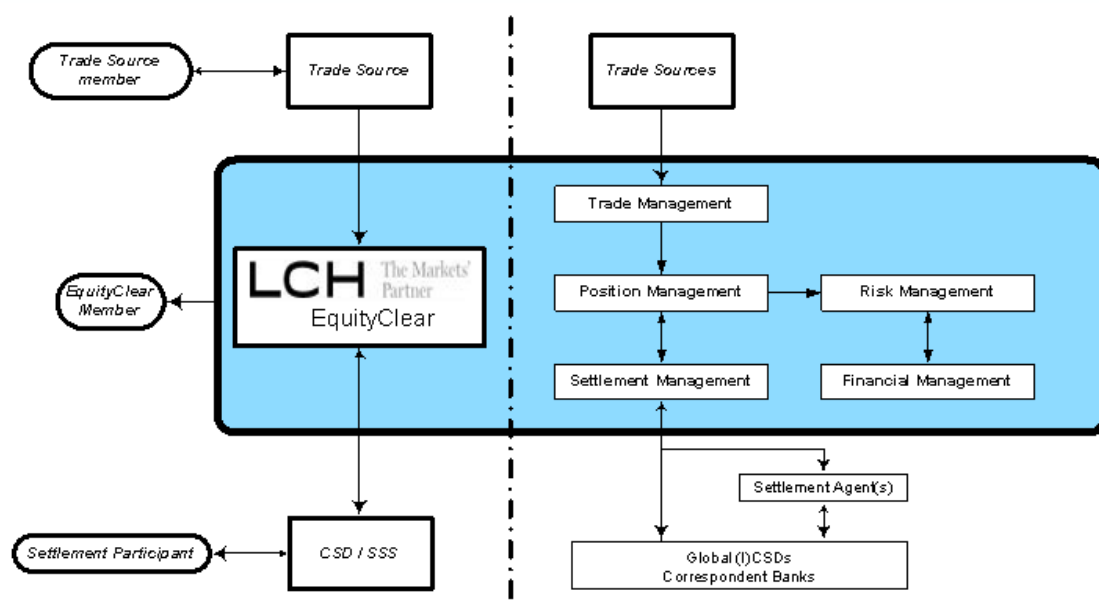 Trade Source
member
Trade Source
Trade Sources
Trade Management
LCH The Markets'
Partner
EquityClear
EquityClear
Member
Position Management
Risk Management
Settlement Management
Financial Management
Settlement Agent(s)
Settlement Participant
CSD / SSS
Global (I)CSDs
Correspondent Banks